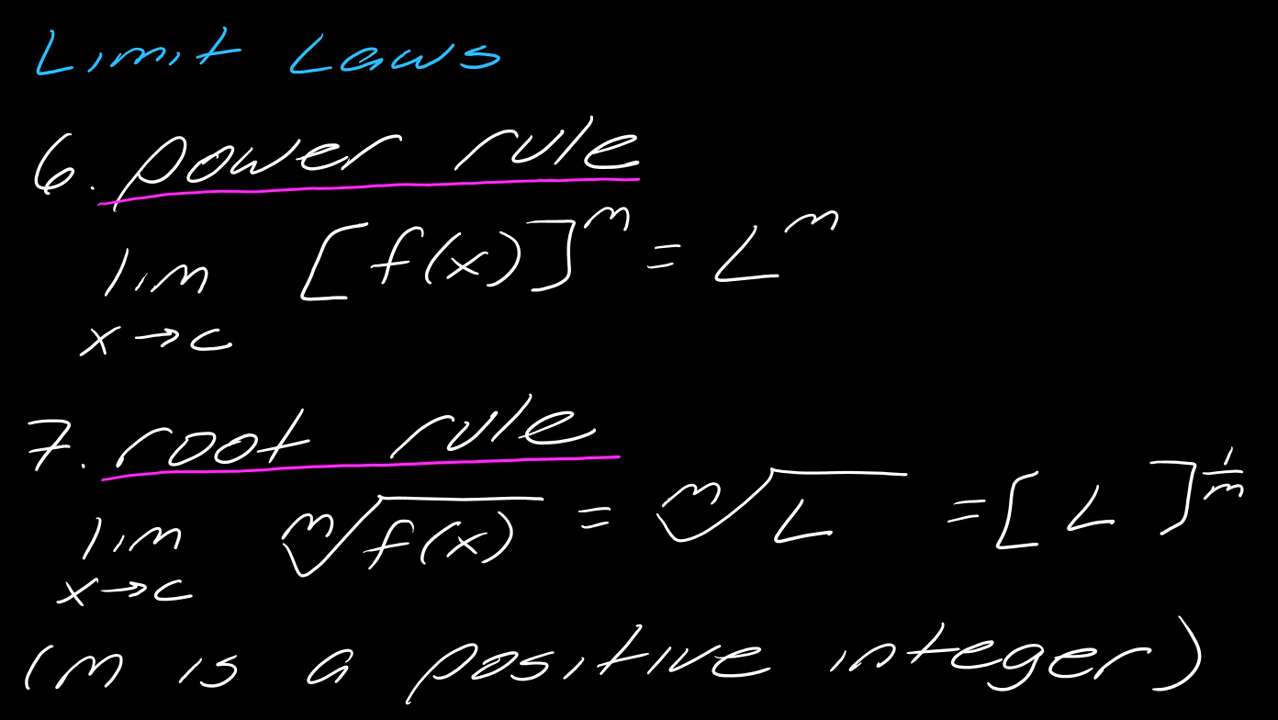 Limit Laws
6. power rule
lim x→c [f(x)]^m = L^m
7. root rule
lim x→c ᵐ√f(x) = ᵐ√L = [L]^(1/m)
(m is a positive integer)